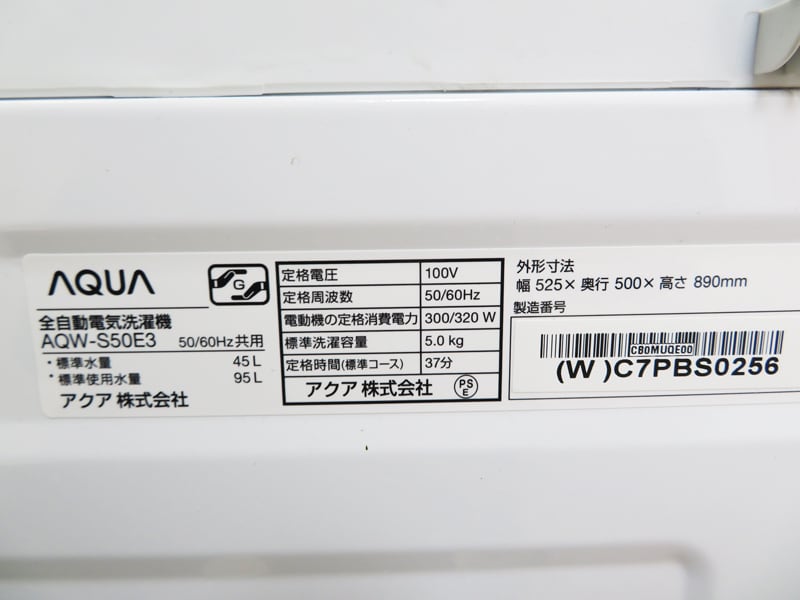 AQUA
G
全自動電気洗濯機
AQW-S50E3 50/60Hz共用
・標準水量 45L
・標準使用水量 95L
アクア 株式会社
定格電圧 100V
定格周波数 50/60Hz
電動機の定格消費電力 300/320 W
標準洗濯容量 5.0 kg
定格時間(標準コース) 37分
アクア 株式会社 PSE
外形寸法
幅 525× 奥行 500× 高さ 890mm
製造番号
CB0MUQE00
(W )C7PBS0256